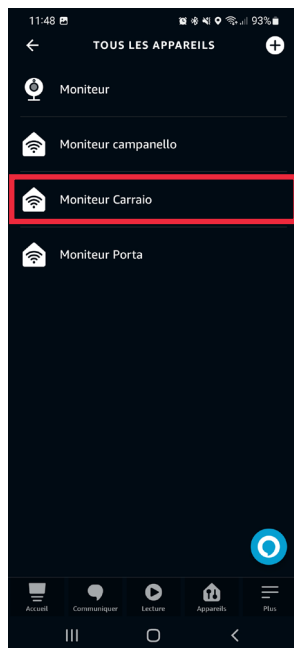 11:48 93%
TOUS LES APPAREILS
Moniteur
Moniteur campanello
Moniteur Carraio
Moniteur Porta
Accueil Communiquer Lecture Appareils Plus